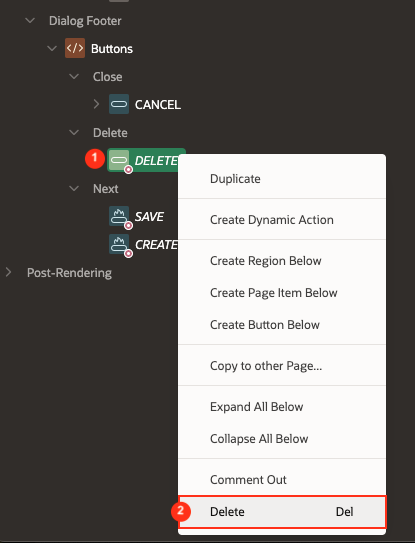 Dialog Footer
Buttons
Close
CANCEL
Delete
1 DELETE
Next
SAVE
CREATE
Post-Rendering
Duplicate
Create Dynamic Action
Create Region Below
Create Page Item Below
Create Button Below
Copy to other Page...
Expand All Below
Collapse All Below
Comment Out
2 Delete Del